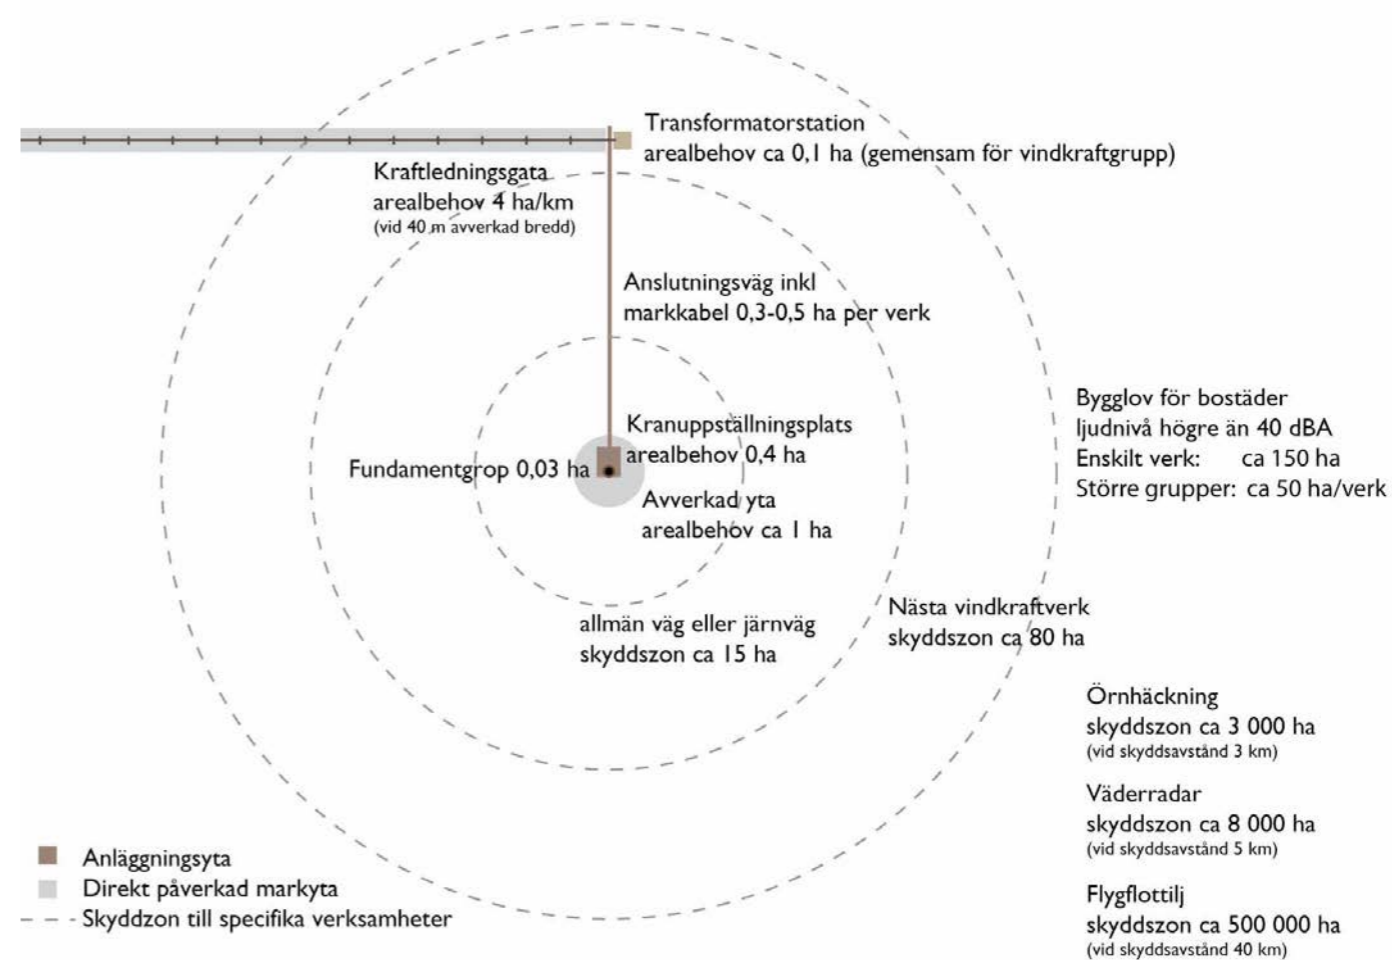 Transformatorstation
arealbehov ca 0,1 ha (gemensam för vindkraftgrupp)
Kraftledningsgata
arealbehov 4 ha/km
(vid 40 m avverkad bredd)
Anslutningsväg inkl
markkabel 0,3-0,5 ha per verk
Kranuppställningsplats
arealbehov 0,4 ha
Fundamentgrop 0,03 ha
Avverkad yta
arealbehov ca 1 ha
Bygglov för bostäder
ljudnivå högre än 40 dBA
Enskilt verk: ca 150 ha
Större grupper: ca 50 ha/verk
allmän väg eller järnväg
skyddszon ca 15 ha
Nästa vindkraftverk
skyddszon ca 80 ha
Örnhäckning
skyddszon ca 3 000 ha
(vid skyddsavstånd 3 km)
Väderradar
skyddszon ca 8 000 ha
(vid skyddsavstånd 5 km)
Flygflottilj
skyddszon ca 500 000 ha
(vid skyddsavstånd 40 km)
Anläggningsyta
Direkt påverkad markyta
Skyddzon till specifika verksamheter